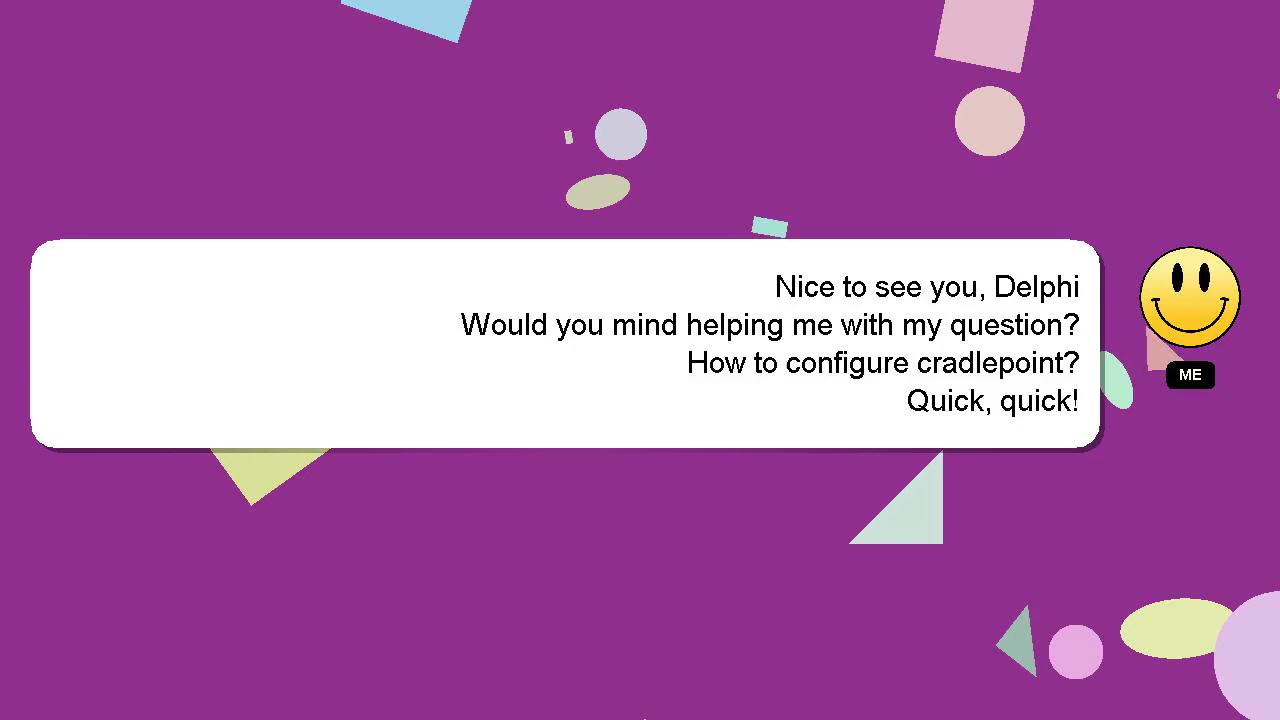 Nice to see you, Delphi
Would you mind helping me with my question?
How to configure cradlepoint?
Quick, quick!
ME